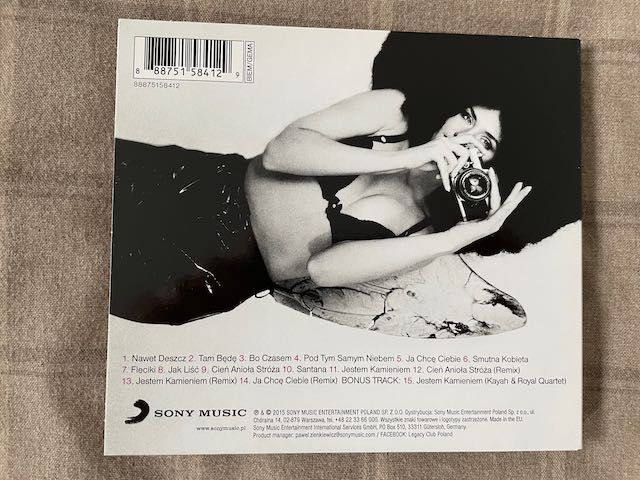 BIEM/GEMA
8 88751 58412 9
88875158412
1. Nawet Deszcz 2. Tam Będę 3. Bo Czasem 4. Pod Tym Samym Niebem 5. Ja Chcę Ciebie 6. Smutna Kobieta
7. Fleciki 8. Jak Liść 9. Cień Anioła Stróża 10. Santana 11. Jestem Kamieniem 12. Cień Anioła Stróża (Remix)
13. Jestem Kamieniem (Remix) 14. Ja Chcę Ciebie (Remix) BONUS TRACK: 15. Jestem Kamieniem (Kayah & Royal Quartet)
SONY MUSIC
www.sonymusic.pl
℗ & © 2015 SONY MUSIC ENTERTAINMENT POLAND SP. Z O.O. Dystrybucja: Sony Music Entertainment Poland Sp. z o.o., ul.
Chłodna 14, 02-879 Warszawa, tel. +48 22 33 65 000. Wszystkie znaki towarowe i logotypy zastrzeżone. Made in the EU.
Sony Music Entertainment International Services GmbH, PO Box 510, 33311 Gütersloh, Germany.
Product manager: pawel.zienkiewicz@sonymusic.com / FACEBOOK: Legacy Club Poland